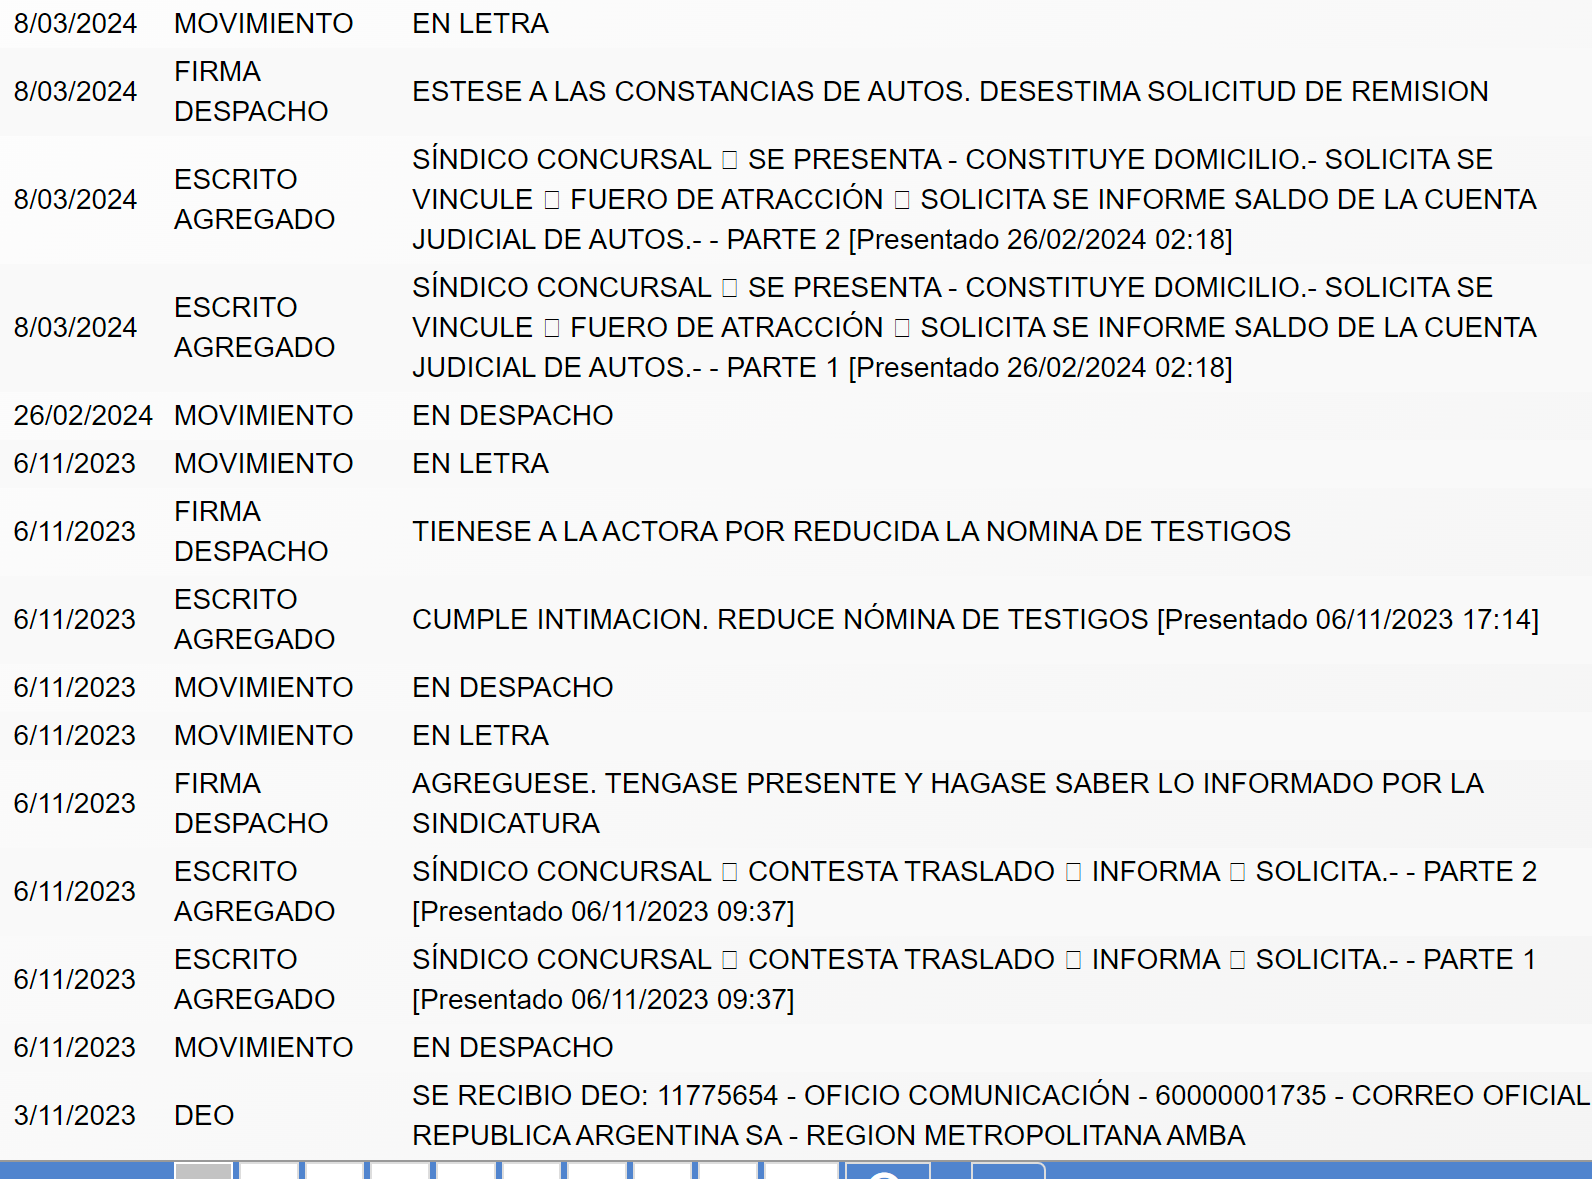 8/03/2024 MOVIMIENTO EN LETRA
8/03/2024 FIRMA DESPACHO ESTESE A LAS CONSTANCIAS DE AUTOS. DESESTIMA SOLICITUD DE REMISION
8/03/2024 ESCRITO AGREGADO SÍNDICO CONCURSAL □ SE PRESENTA - CONSTITUYE DOMICILIO.- SOLICITA SE
VINCULE □ FUERO DE ATRACCIÓN □ SOLICITA SE INFORME SALDO DE LA CUENTA
JUDICIAL DE AUTOS.- - PARTE 2 [Presentado 26/02/2024 02:18]
8/03/2024 ESCRITO AGREGADO SÍNDICO CONCURSAL □ SE PRESENTA - CONSTITUYE DOMICILIO.- SOLICITA SE
VINCULE □ FUERO DE ATRACCIÓN □ SOLICITA SE INFORME SALDO DE LA CUENTA
JUDICIAL DE AUTOS.- - PARTE 1 [Presentado 26/02/2024 02:18]
26/02/2024 MOVIMIENTO EN DESPACHO
6/11/2023 MOVIMIENTO EN LETRA
6/11/2023 FIRMA DESPACHO TIENESE A LA ACTORA POR REDUCIDA LA NOMINA DE TESTIGOS
6/11/2023 ESCRITO AGREGADO CUMPLE INTIMACION. REDUCE NÓMINA DE TESTIGOS [Presentado 06/11/2023 17:14]
6/11/2023 MOVIMIENTO EN DESPACHO
6/11/2023 MOVIMIENTO EN LETRA
6/11/2023 FIRMA DESPACHO AGREGUESE. TENGASE PRESENTE Y HAGASE SABER LO INFORMADO POR LA
SINDICATURA
6/11/2023 ESCRITO AGREGADO SÍNDICO CONCURSAL □ CONTESTA TRASLADO □ INFORMA □ SOLICITA.- - PARTE 2
[Presentado 06/11/2023 09:37]
6/11/2023 ESCRITO AGREGADO SÍNDICO CONCURSAL □ CONTESTA TRASLADO □ INFORMA □ SOLICITA.- - PARTE 1
[Presentado 06/11/2023 09:37]
6/11/2023 MOVIMIENTO EN DESPACHO
3/11/2023 DEO SE RECIBIO DEO: 11775654 - OFICIO COMUNICACIÓN - 60000001735 - CORREO OFICIAL
REPUBLICA ARGENTINA SA - REGION METROPOLITANA AMBA